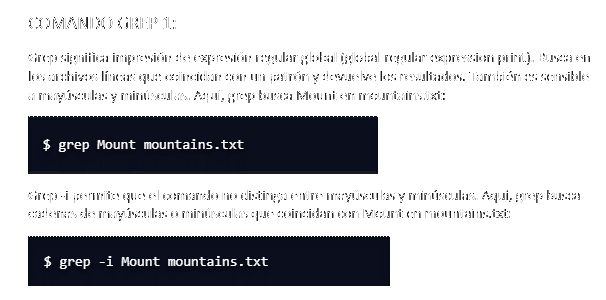 COMANDO GREP 1:
Grep significa impresión de expresión regular global (global regular expression print). Busca en
los archivos líneas que coincidan con un patrón y devuelve los resultados. También es sensible
a mayúsculas y minúsculas. Aquí, grep busca Mount en mountains.txt:
$ grep Mount mountains.txt
Grep -i permite que el comando no distinga entre mayúsculas y minúsculas. Aquí, grep busca
cadenas de mayúsculas o minúsculas que coincidan con Mount en mountains.txt:
$ grep -i Mount mountains.txt